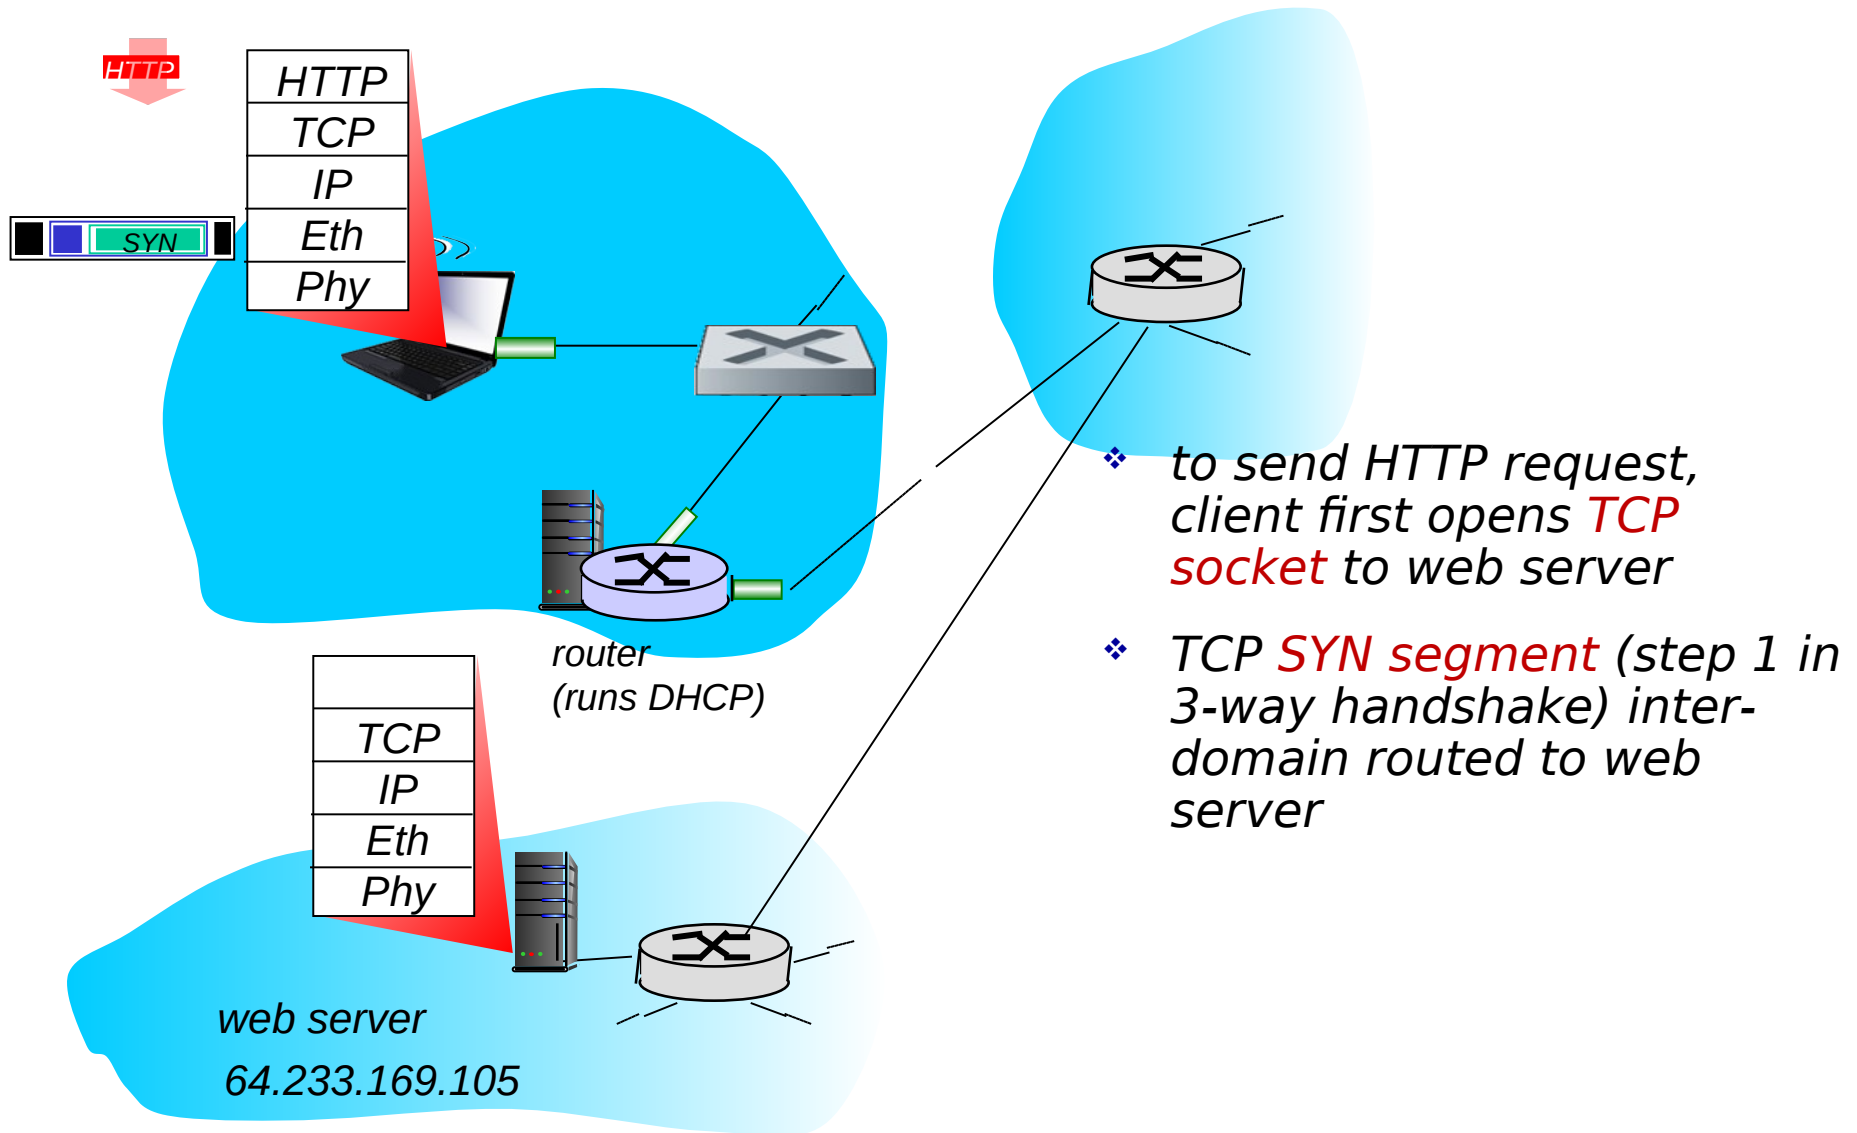 HTTP
HTTP
TCP
IP
Eth
Phy
SYN
router
(runs DHCP)
TCP
IP
Eth
Phy
web server
64.233.169.105
to send HTTP request,
client first opens TCP
socket to web server
TCP SYN segment (step 1 in
3-way handshake) inter-
domain routed to web
server